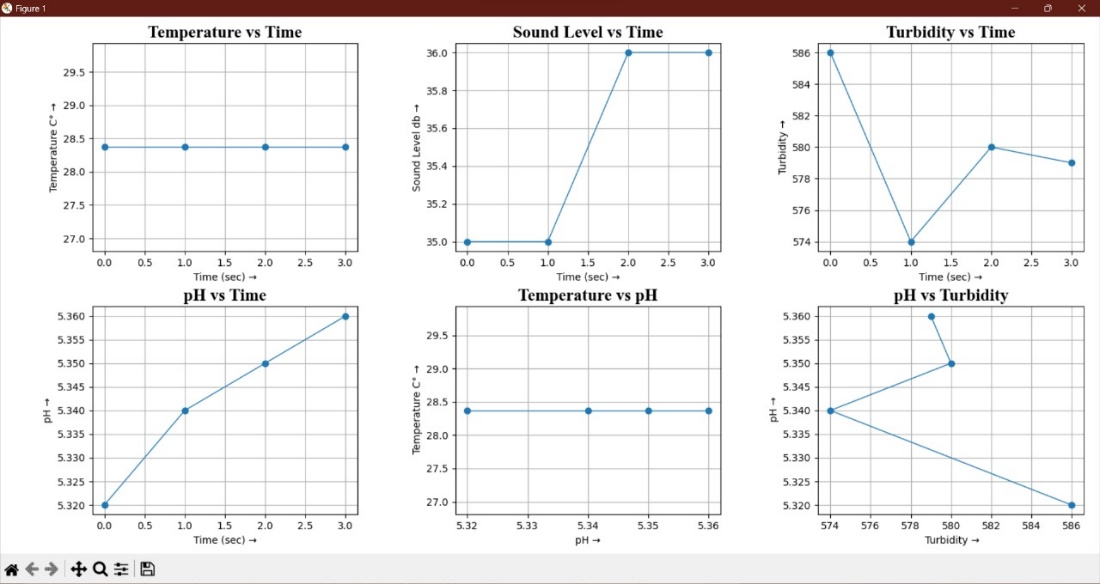 Figure 1
Temperature vs Time
29.5
29.0
28.5
28.0
27.5
27.0
Temperature C° →
0.0 0.5 1.0 1.5 2.0 2.5 3.0
Time (sec) →
Sound Level vs Time
36.0
35.8
35.6
35.4
35.2
35.0
Sound Level db →
0.0 0.5 1.0 1.5 2.0 2.5 3.0
Time (sec) →
Turbidity vs Time
586
584
582
580
578
576
574
Turbidity →
0.0 0.5 1.0 1.5 2.0 2.5 3.0
Time (sec) →
pH vs Time
5.360
5.355
5.350
5.345
5.340
5.335
5.330
5.325
5.320
pH →
0.0 0.5 1.0 1.5 2.0 2.5 3.0
Time (sec) →
Temperature vs pH
29.5
29.0
28.5
28.0
27.5
27.0
Temperature C° →
5.32 5.33 5.34 5.35 5.36
pH →
pH vs Turbidity
5.360
5.355
5.350
5.345
5.340
5.335
5.330
5.325
5.320
pH →
574 576 578 580 582 584 586
Turbidity →